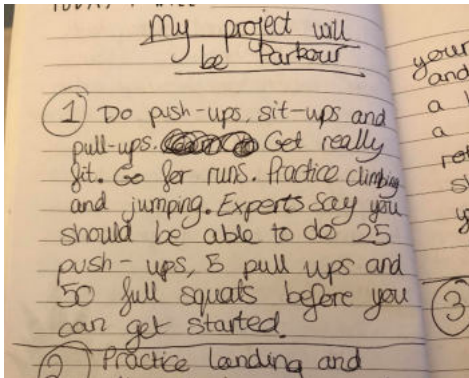 My project will
be Parkour
1 Do push-ups, sit-ups and
pull-ups. Get really
fit. Go for runs. Practice climbing
and jumping. Experts say you
should be able to do 25
push-ups, 5 pull ups and
50 full squats before you
can get started.
2 Practice Landing and
your
and
a
a
3